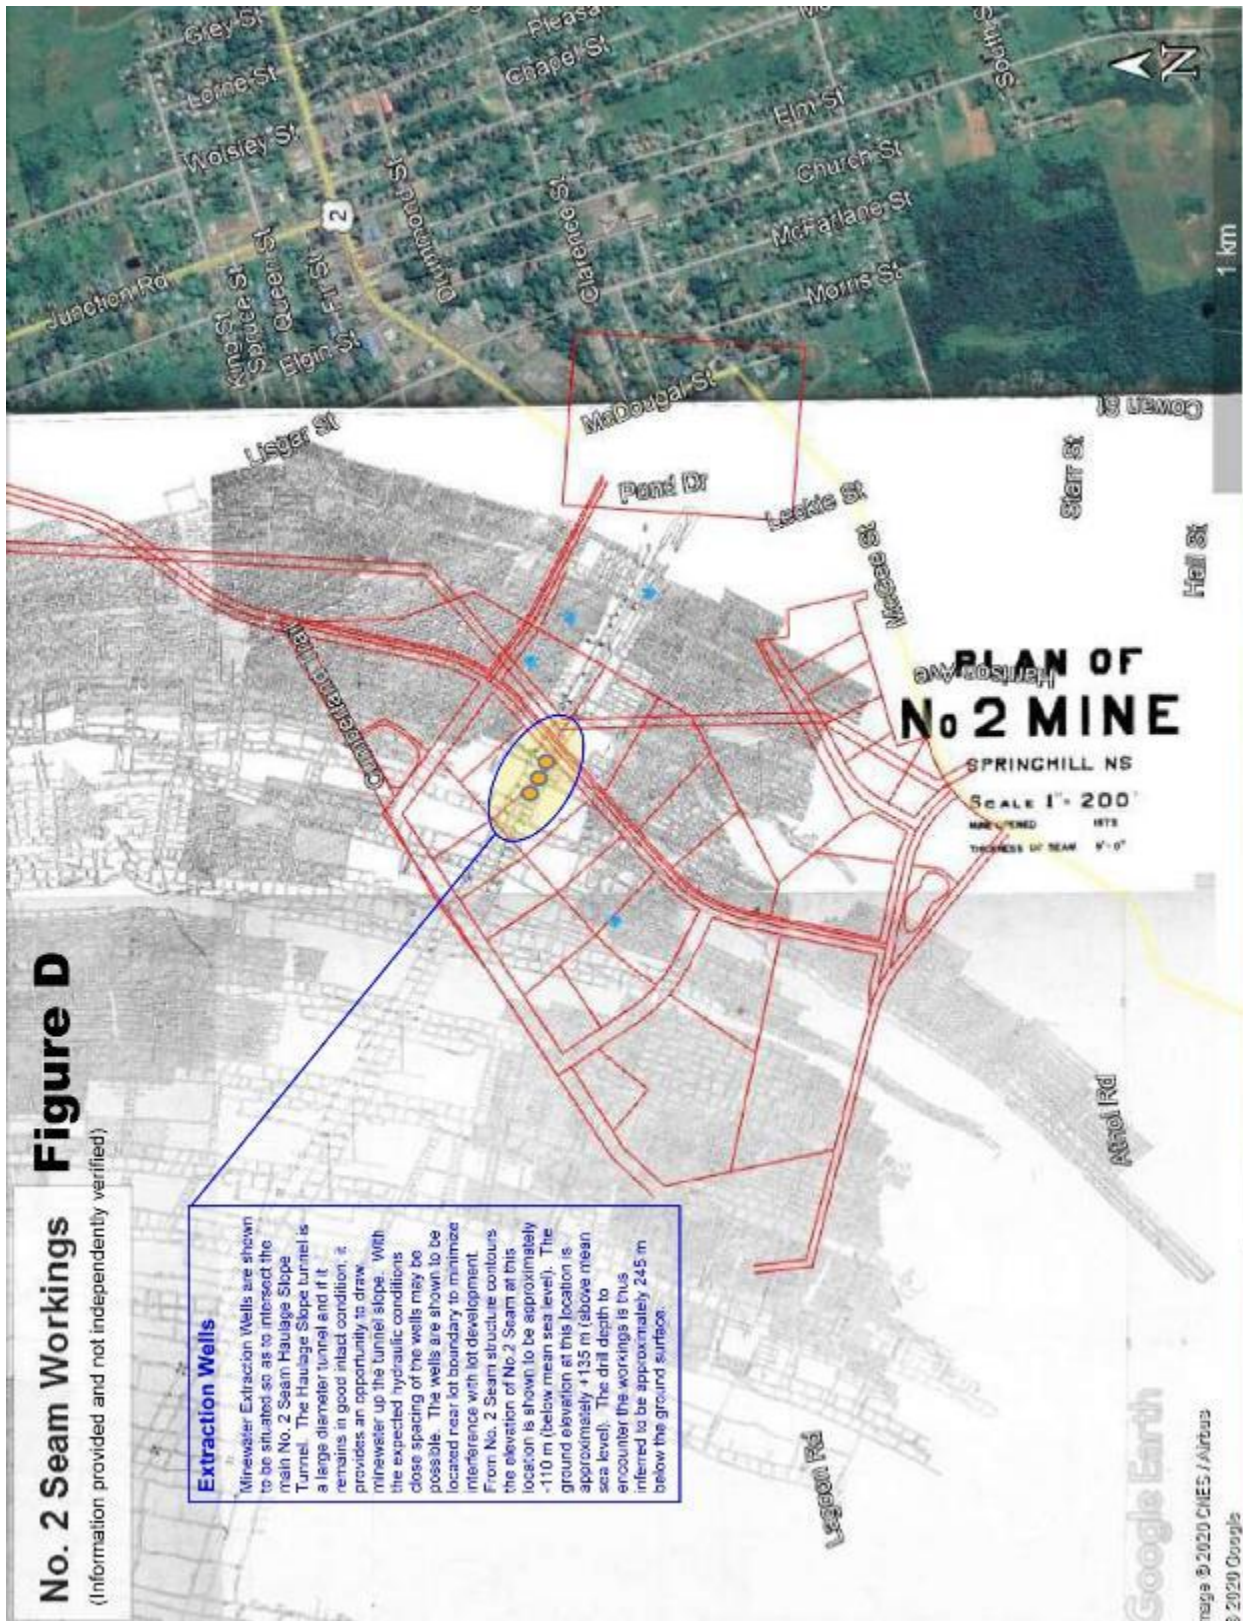 No. 2 Seam Workings
Figure D
(Information provided and not independently verified)
Extraction Wells
Minewater Extraction Wells are shown
to be situated so as to intersect the
main No. 2 Seam Haulage Slope
Tunnel. The Haulage Slope tunnel is
a large diameter tunnel and if it
remains in good intact condition, it
provides an opportunity to draw
minewater up the tunnel slope. With
the expected hydraulic conditions
close spacing of the wells may be
possible. The wells are shown to be
located near lot boundary to minimize
interference with lot development.
From No. 2 Seam structure contours
the elevation of No.2 Seam at this
location is shown to be approximately
-110 m (below mean sea level). The
ground elevation at this location is
approximately +135 m (above mean
sea level). The drill depth to
encounter the workings is thus
inferred to be approximately 245 m
below the ground surface.
PLAN OF
No 2 MINE
SPRINGHILL NS
SCALE 1" = 200'
MINE OPENED
THICKNESS OF SEAM 9'-0"
Grey St
Lorne St
Wolsley St
Junction Rd
King St
Spruce St
Queen St
Elgin St
Drummond St
Chapel St
Clarence St
Elm St
Church St
McFarlane St
Morris St
2
N
Lisgar St
McDougal St
Pond Dr
Leckie St
McGee St
Harrison Ave
Starr St
Cowan St
Hall St
Athol Rd
Lagoon Rd
1 km
Google Earth
Image © 2020 CNES / Airbus
© 2020 Google